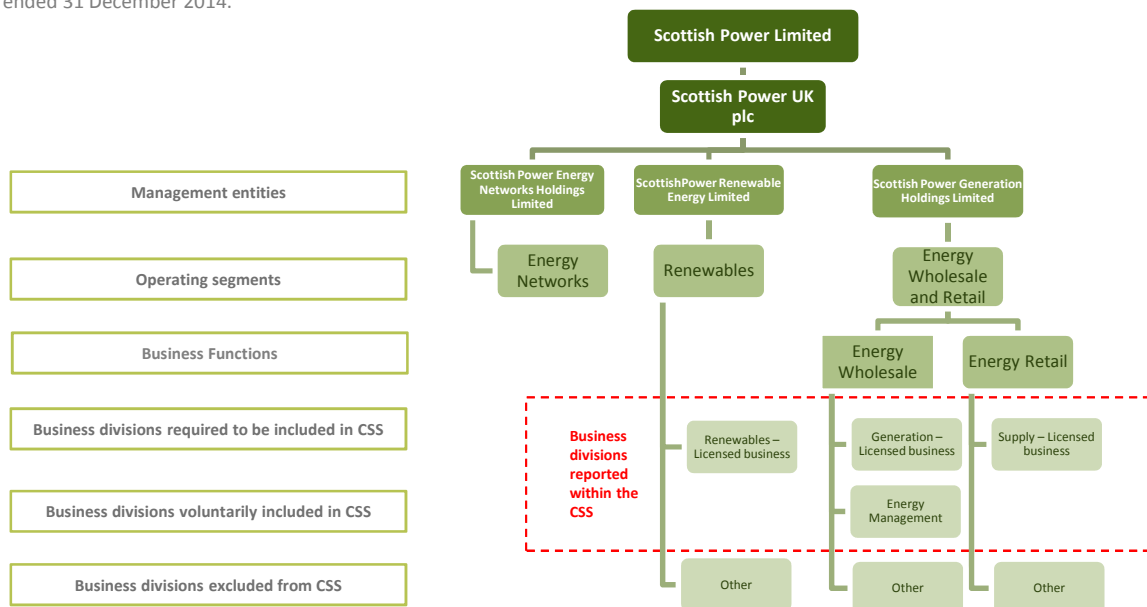 ended 31 December 2014.
Scottish Power Limited
Scottish Power UK
plc
Management entities
Scottish Power Energy
Networks Holdings
Limited
ScottishPower Renewable
Energy Limited
Scottish Power Generation
Holdings Limited
Operating segments
Energy
Networks
Renewables
Energy
Wholesale
and Retail
Business Functions
Energy
Wholesale
Energy Retail
Business divisions required to be included in CSS
Business
divisions
reported
within the
CSS
Renewables –
Licensed business
Generation –
Licensed business
Supply – Licensed
business
Business divisions voluntarily included in CSS
Energy
Management
Business divisions excluded from CSS
Other
Other
Other